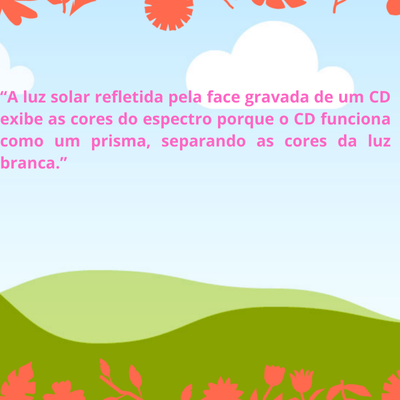 “A luz solar refletida pela face gravada de um CD
exibe as cores do espectro porque o CD funciona
como um prisma, separando as cores da luz
branca.”